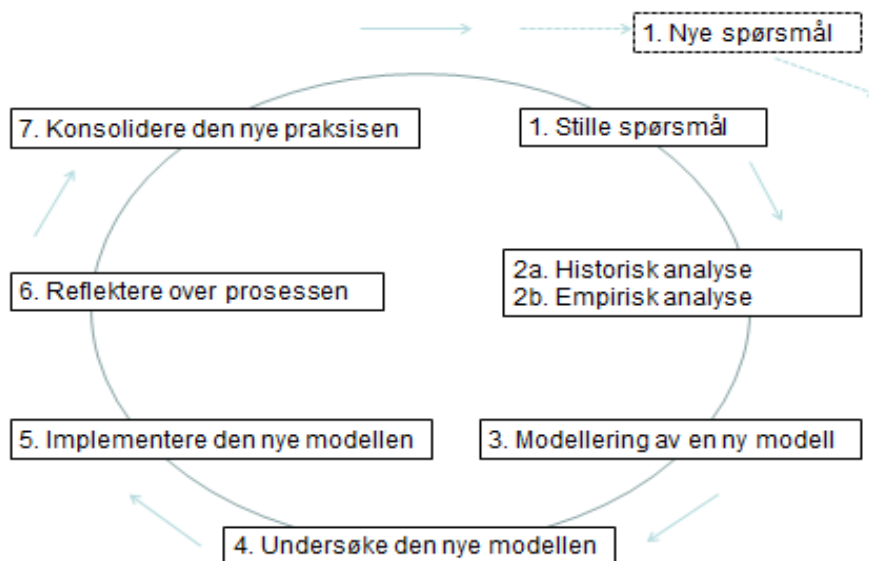 1. Nye spørsmål
1. Stille spørsmål
2a. Historisk analyse
2b. Empirisk analyse
3. Modellering av en ny modell
4. Undersøke den nye modellen
5. Implementere den nye modellen
6. Reflektere over prosessen
7. Konsolidere den nye praksisen